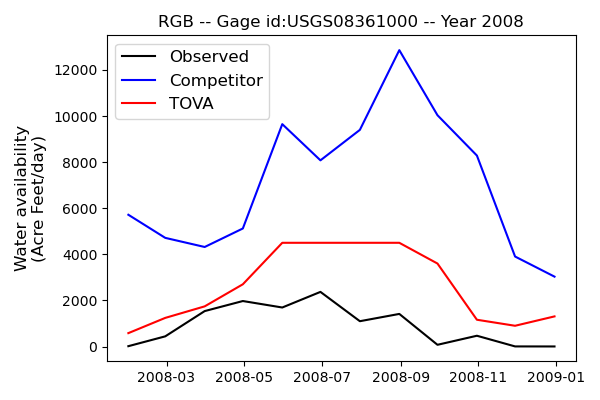 RGB -- Gage id:USGS08361000 -- Year 2008
Observed
Competitor
TOVA
Water availability
(Acre Feet/day)
12000
10000
8000
6000
4000
2000
0
2008-03 2008-05 2008-07 2008-09 2008-11 2009-01